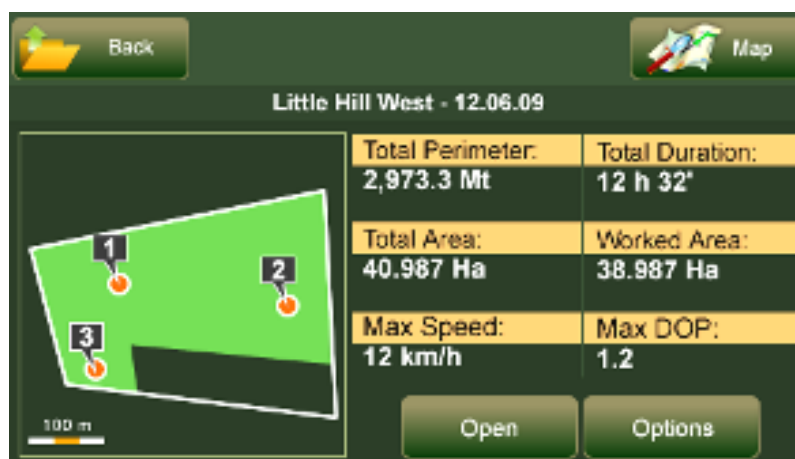 Back
Map
Little Hill West - 12.06.09
Total Perimeter:
2,973.3 Mt
Total Duration:
12 h 32'
Total Area:
40.987 Ha
Worked Area:
38.987 Ha
Max Speed:
12 km/h
Max DOP:
1.2
1
2
3
100 m
Open
Options